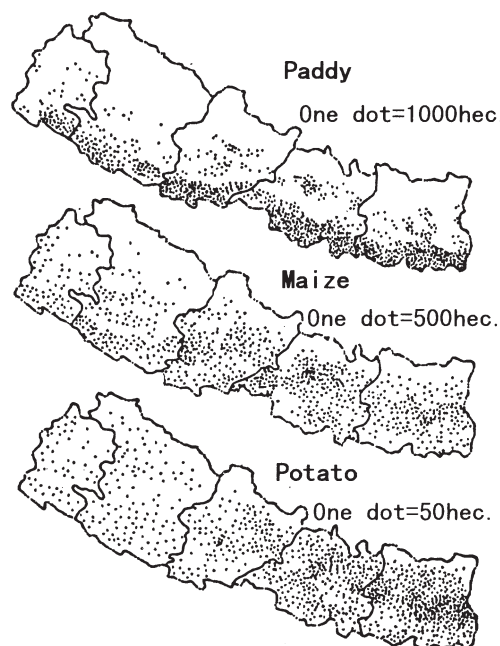 Paddy
One dot=1000hec
Maize
One dot=500hec.
Potato
One dot=50hec.